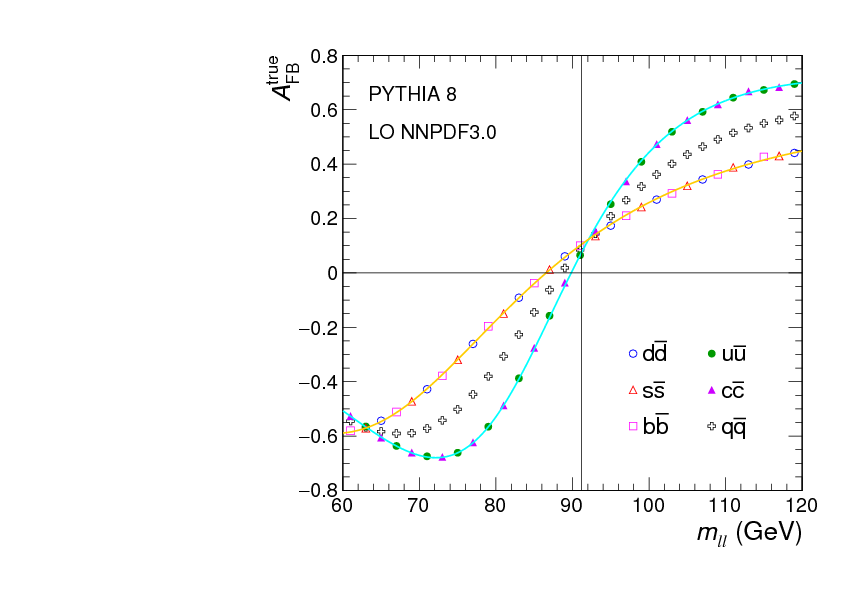 A_FB^true
0.8
0.6
0.4
0.2
0
−0.2
−0.4
−0.6
−0.8
PYTHIA 8
LO NNPDF3.0
dd̄ uū
ss̄ cc̄
bb̄ qq̄
60 70 80 90 100 110 120
m_ll (GeV)